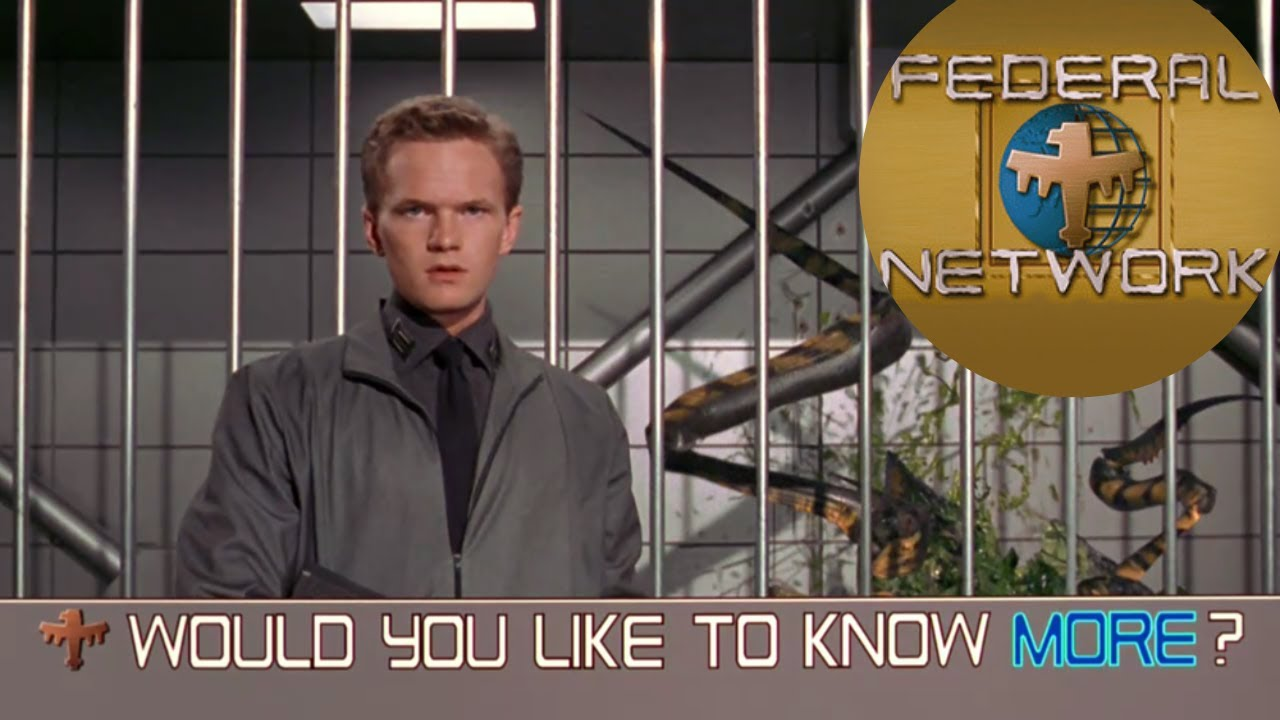 FEDERAL
NETWORK
WOULD YOU LIKE TO KNOW MORE?